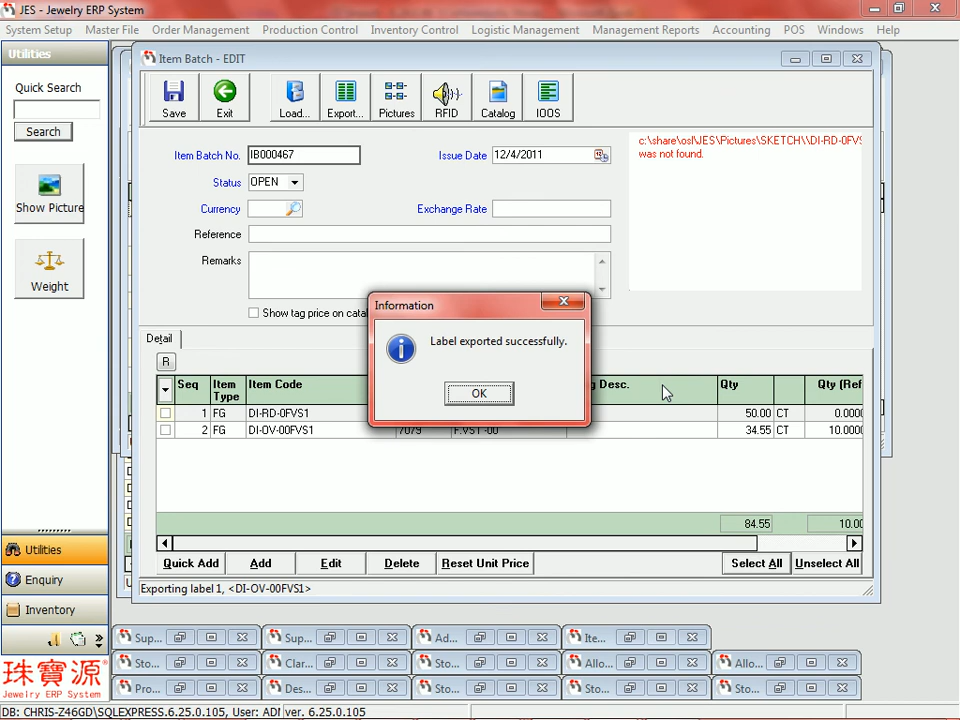 JES - Jewelry ERP System
System Setup Master File Order Management Production Control Inventory Control Logistic Management Management Reports Accounting POS Windows Help
Utilities
Quick Search
Search
Show Picture
Weight
Utilities
Enquiry
Inventory
珠寶源
Jewelry ERP System
Item Batch - EDIT
Save Exit Load... Export... Pictures RFID Catalog IOOS
Item Batch No. IB000467 Issue Date 12/4/2011
Status OPEN
Currency Exchange Rate
Reference
Remarks
Show tag price on cata
c:\share\osl\JES\Pictures\SKETCH\\DI-RD-0FVS
was not found.
Information
Label exported successfully.
OK
Detail
R
Seq Item Type Item Code Desc. Qty Qty (Ref
1 FG DI-RD-0FVS1 50.00 CT 0.0000
2 FG DI-OV-00FVS1 7079 F.VS1 -00 34.55 CT 10.0000
84.55 10.00
Quick Add Add Edit Delete Reset Unit Price Select All Unselect All
Exporting label 1, <DI-OV-00FVS1>
Sup... Sup... Ad... Ite...
Sto... Clar... Sto... Allo... Allo...
Pro... Des... Sto... Sto... Sto...
DB: CHRIS-Z46GD\SQLEXPRESS.6.25.0.105, User: ADM ver. 6.25.0.105